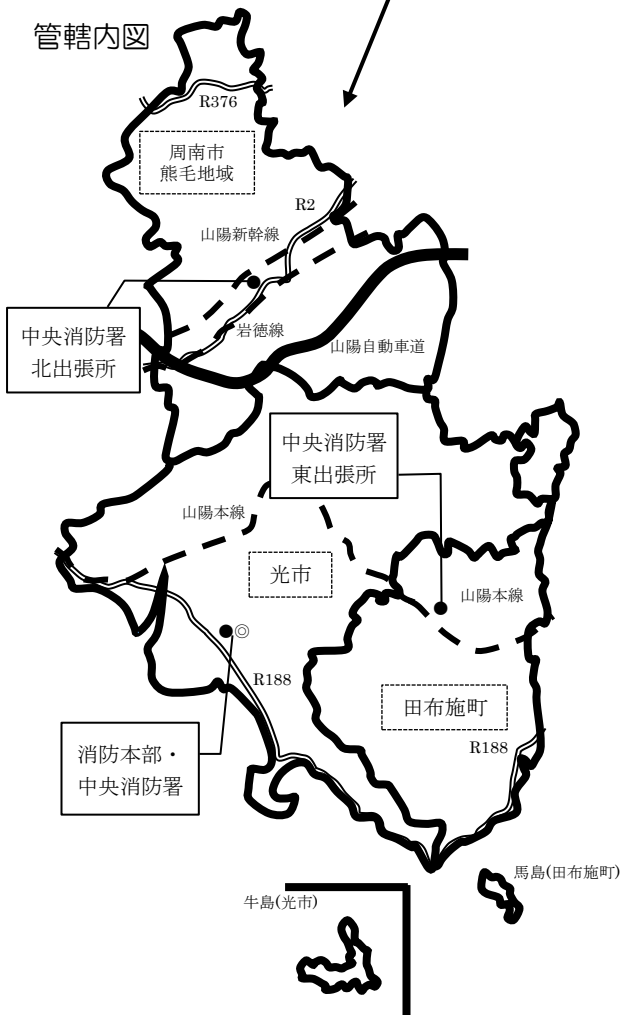 管轄内図
R376
周南市
熊毛地域
R2
山陽新幹線
中央消防署
北出張所
岩徳線
山陽自動車道
中央消防署
東出張所
山陽本線
光市
山陽本線
R188
田布施町
消防本部・
中央消防署
R188
馬島(田布施町)
牛島(光市)